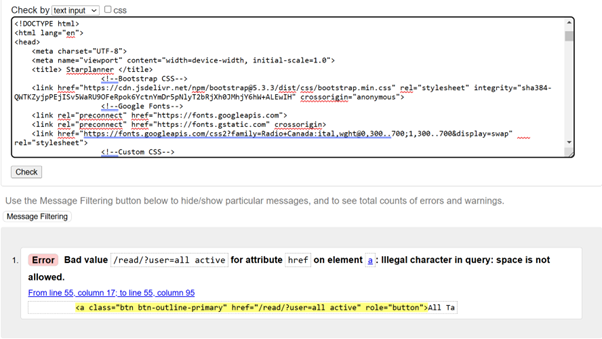 Check by text input css
<!DOCTYPE html>
<html lang="en">
<head>
<meta charset="UTF-8">
<meta name="viewport" content="width=device-width, initial-scale=1.0">
<title> Starplanner </title>
<!--Bootstrap CSS-->
<link href="https://cdn.jsdelivr.net/npm/bootstrap@5.3.3/dist/css/bootstrap.min.css" rel="stylesheet" integrity="sha384-
QWTKZyjpPEjISv5WaRU9OFeRpok6YctnYmDr5pNlyT2bRjXh0JMhjY6hW+ALEwIH" crossorigin="anonymous">
<!--Google Fonts-->
<link rel="preconnect" href="https://fonts.googleapis.com">
<link rel="preconnect" href="https://fonts.gstatic.com" crossorigin>
<link href="https://fonts.googleapis.com/css2?family=Radio+Canada:ital,wght@0,300..700;1,300..700&display=swap"
rel="stylesheet">
<!--Custom CSS-->
Check
Use the Message Filtering button below to hide/show particular messages, and to see total counts of errors and warnings.
Message Filtering
1. Error Bad value /read/?user=all active for attribute href on element a: Illegal character in query: space is not
allowed.
From line 55, column 17; to line 55, column 95
<a class="btn btn-outline-primary" href="/read/?user=all active" role="button">All Ta